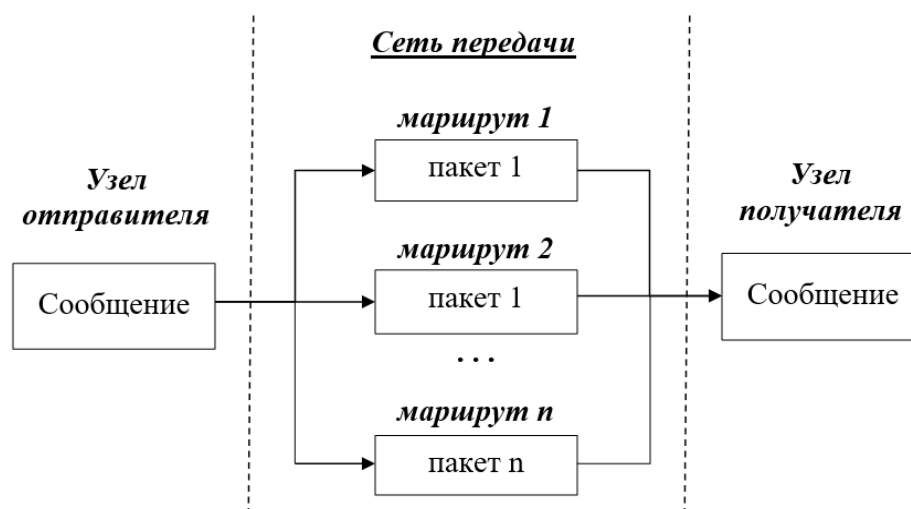 Сеть передачи
маршрут 1
пакет 1
Узел
отправителя
Сообщение
маршрут 2
пакет 1
. . .
маршрут n
пакет n
Узел
получателя
Сообщение